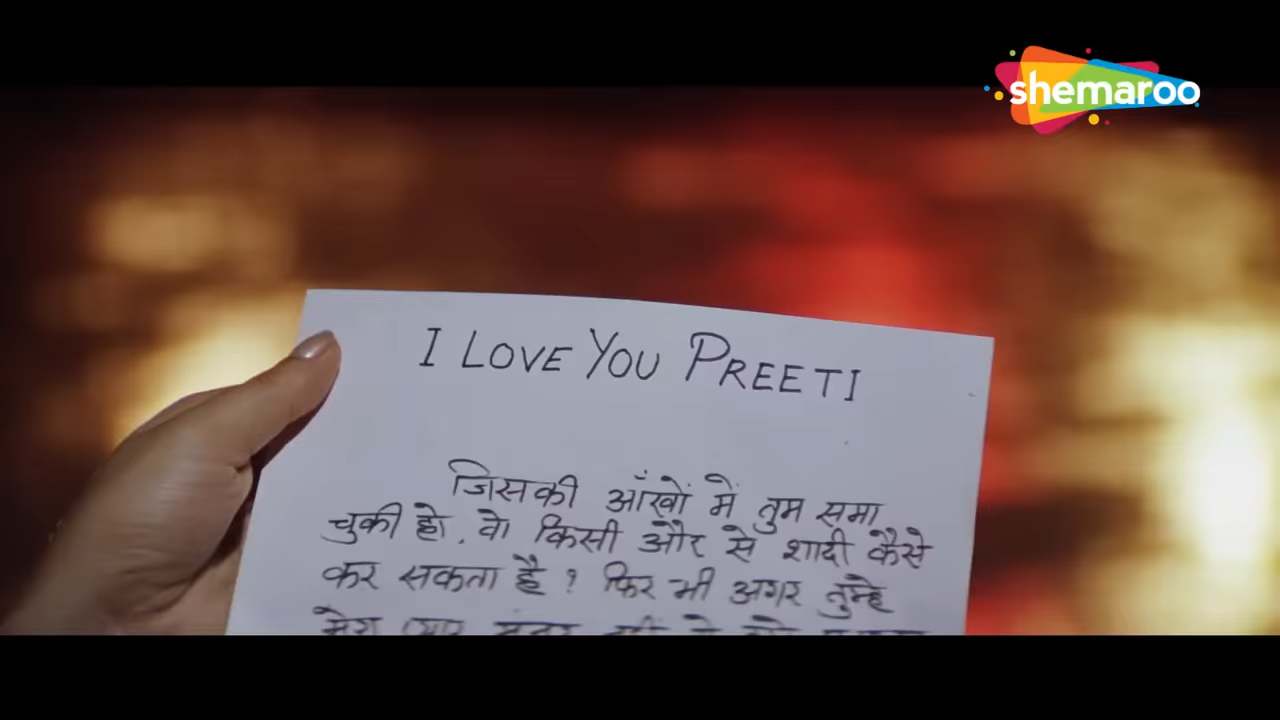 shemaroo
I LOVE YOU PREETI
जिसकी आँखों में तुम समा
चुकी हो, वो किसी और से शादी कैसे
कर सकता है ? फिर भी अगर तुम्हे
मेरा प्यार